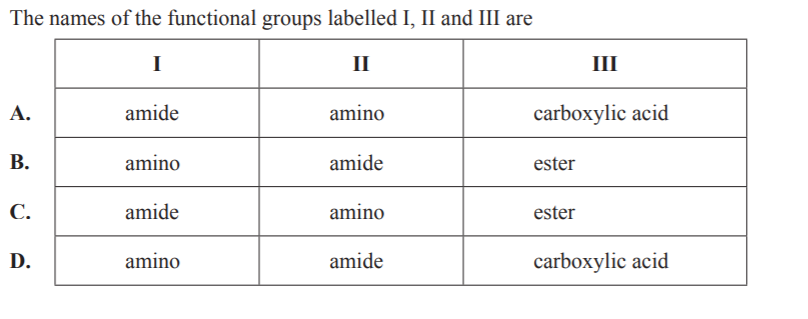 The names of the functional groups labelled I, II and III are
I II III
A. amide amino carboxylic acid
B. amino amide ester
C. amide amino ester
D. amino amide carboxylic acid